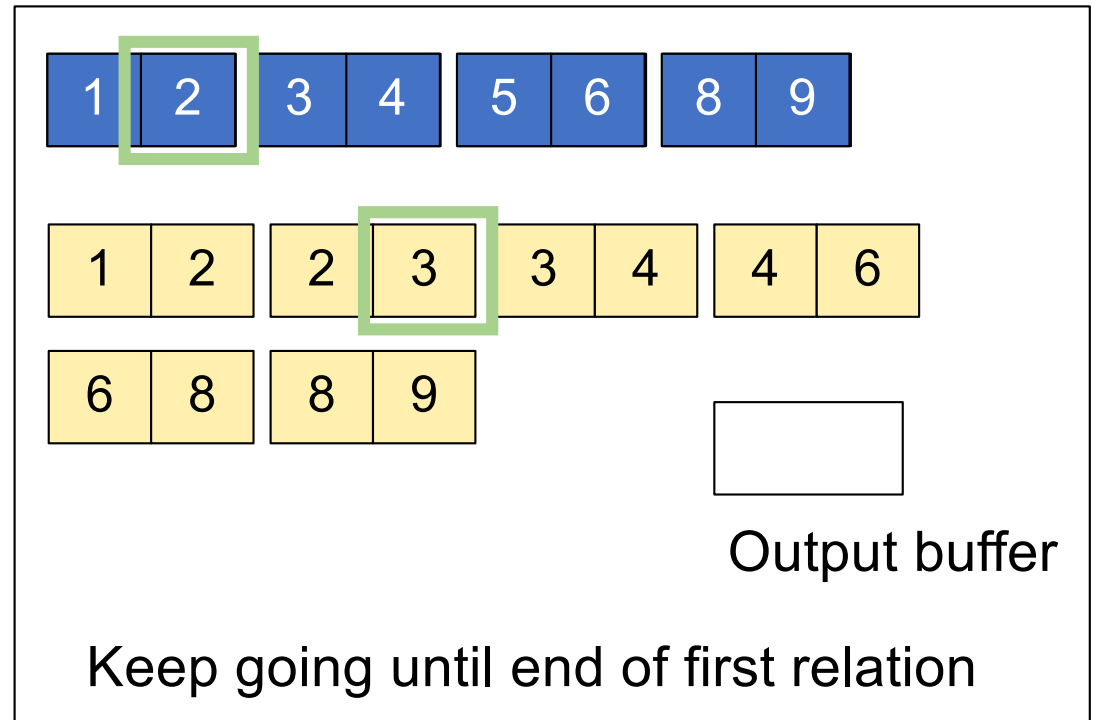 1 2 3 4 5 6 8 9
1 2 2 3 3 4 4 6
6 8 8 9
Output buffer
Keep going until end of first relation